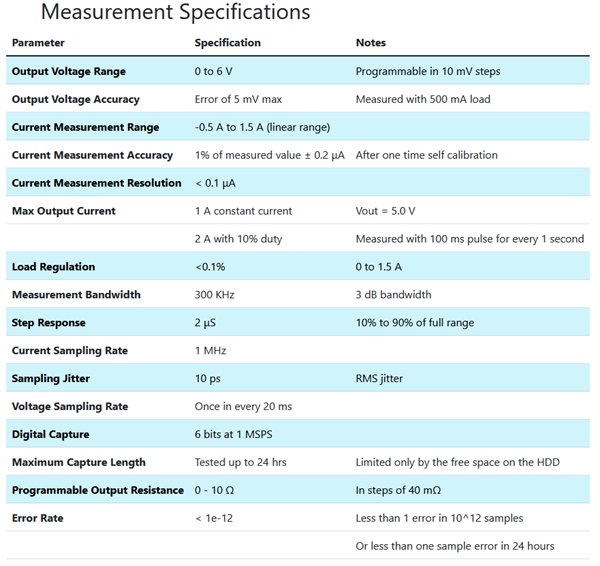 Measurement Specifications
Parameter Specification Notes
Output Voltage Range 0 to 6 V Programmable in 10 mV steps
Output Voltage Accuracy Error of 5 mV max Measured with 500 mA load
Current Measurement Range -0.5 A to 1.5 A (linear range)
Current Measurement Accuracy 1% of measured value ± 0.2 µA After one time self calibration
Current Measurement Resolution < 0.1 µA
Max Output Current 1 A constant current Vout = 5.0 V
2 A with 10% duty Measured with 100 ms pulse for every 1 second
Load Regulation <0.1% 0 to 1.5 A
Measurement Bandwidth 300 KHz 3 dB bandwidth
Step Response 2 µS 10% to 90% of full range
Current Sampling Rate 1 MHz
Sampling Jitter 10 ps RMS jitter
Voltage Sampling Rate Once in every 20 ms
Digital Capture 6 bits at 1 MSPS
Maximum Capture Length Tested up to 24 hrs Limited only by the free space on the HDD
Programmable Output Resistance 0 - 10 Ω In steps of 40 mΩ
Error Rate < 1e-12 Less than 1 error in 10^12 samples
Or less than one sample error in 24 hours